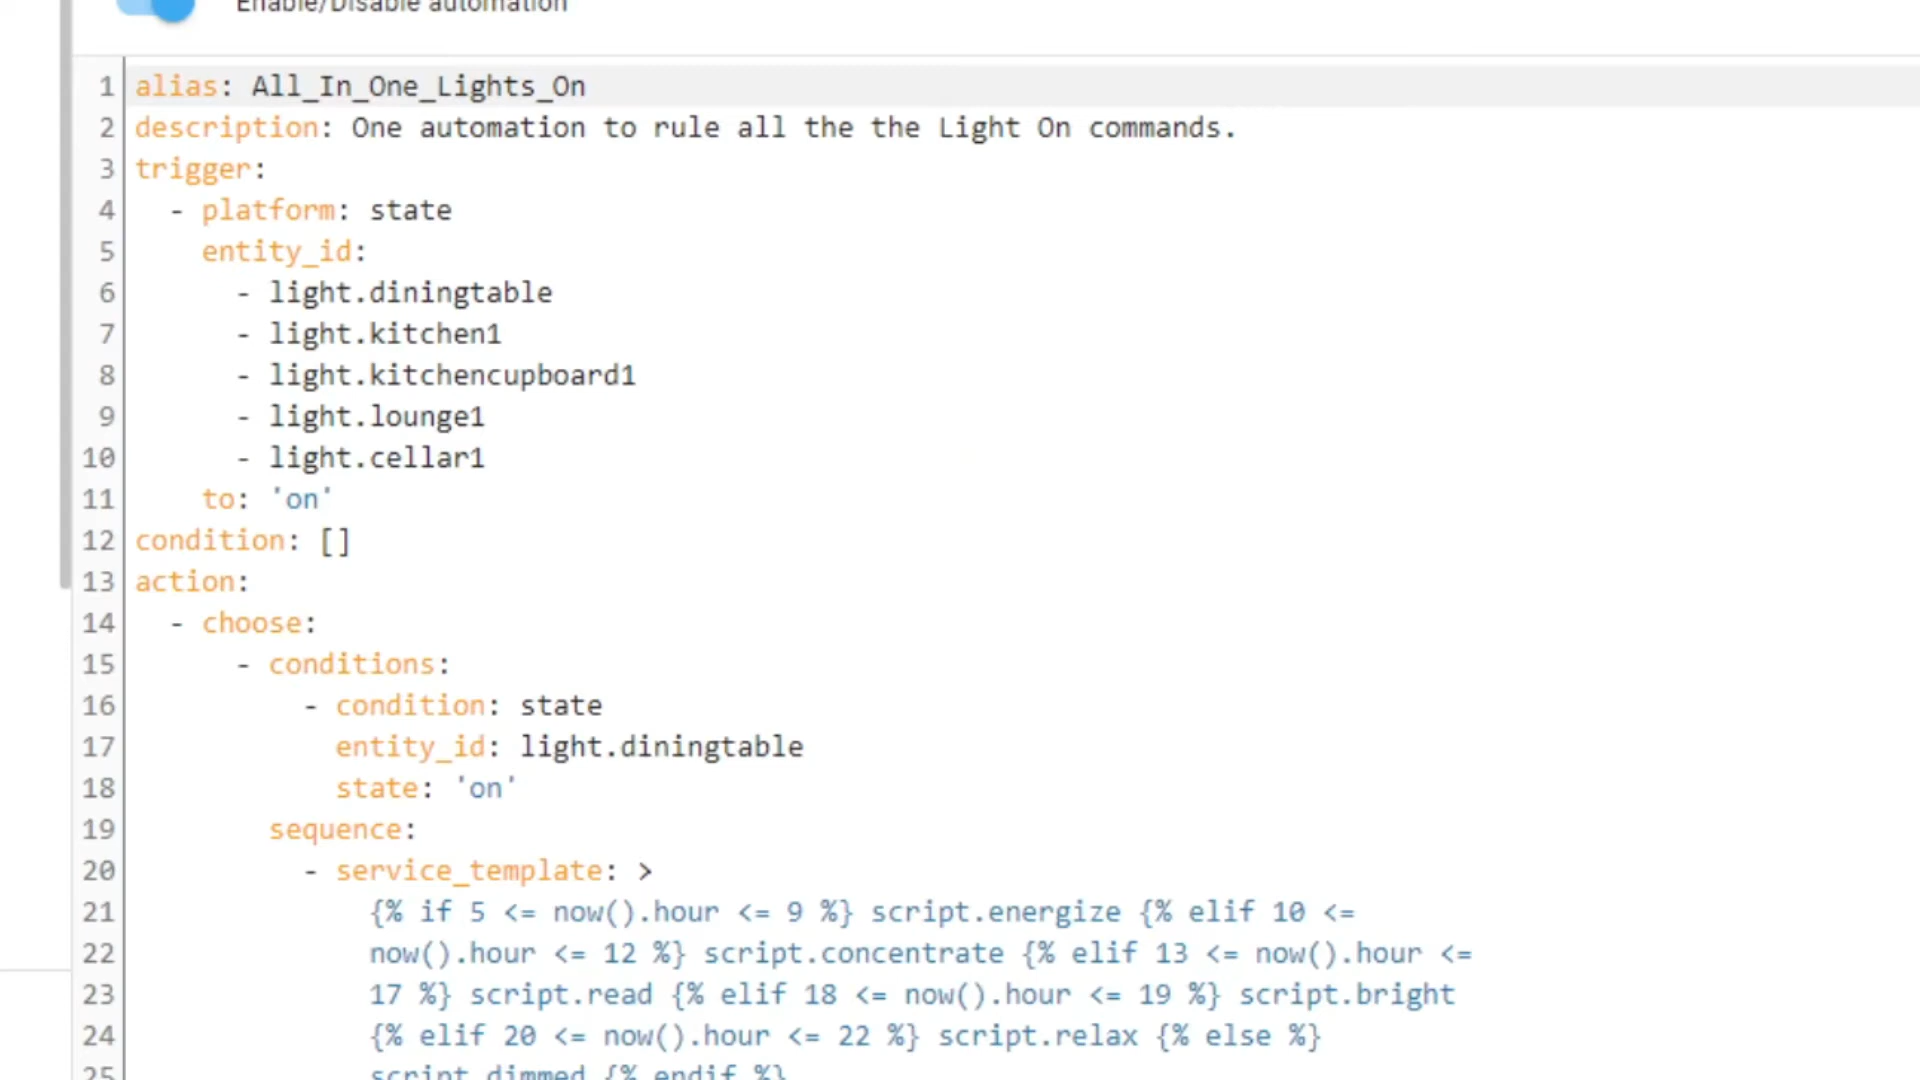 Enable/Disable automation
1 alias: All_In_One_Lights_On
2 description: One automation to rule all the the Light On commands.
3 trigger:
4   - platform: state
5     entity_id:
6       - light.diningtable
7       - light.kitchen1
8       - light.kitchencupboard1
9       - light.lounge1
10       - light.cellar1
11     to: 'on'
12 condition: []
13 action:
14   - choose:
15       - conditions:
16           - condition: state
17             entity_id: light.diningtable
18             state: 'on'
19         sequence:
20           - service_template: >
21               {% if 5 <= now().hour <= 9 %} script.energize {% elif 10 <=
22               now().hour <= 12 %} script.concentrate {% elif 13 <= now().hour <=
23               17 %} script.read {% elif 18 <= now().hour <= 19 %} script.bright
24               {% elif 20 <= now().hour <= 22 %} script.relax {% else %}
25               script.dimmed {% endif %}